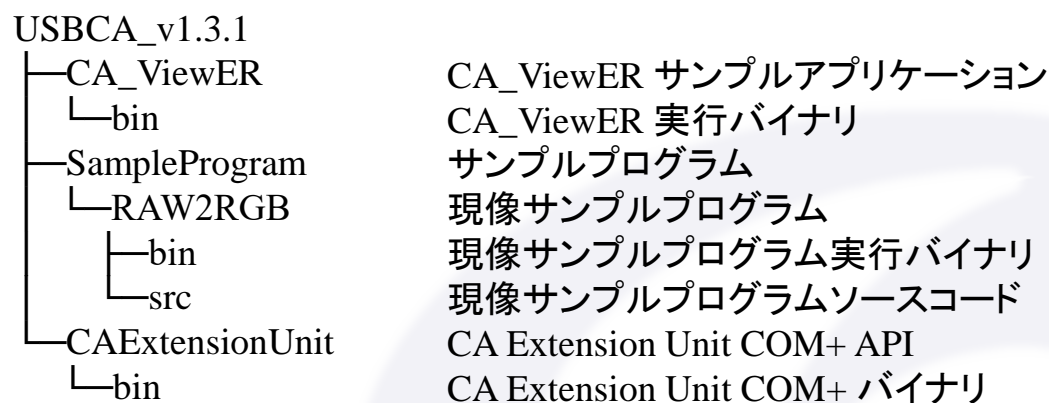 USBCA_v1.3.1
CA_ViewER CA_ViewER サンプルアプリケーション
bin CA_ViewER 実行バイナリ
SampleProgram サンプルプログラム
RAW2RGB 現像サンプルプログラム
bin 現像サンプルプログラム実行バイナリ
src 現像サンプルプログラムソースコード
CAExtensionUnit CA Extension Unit COM+ API
bin CA Extension Unit COM+ バイナリ